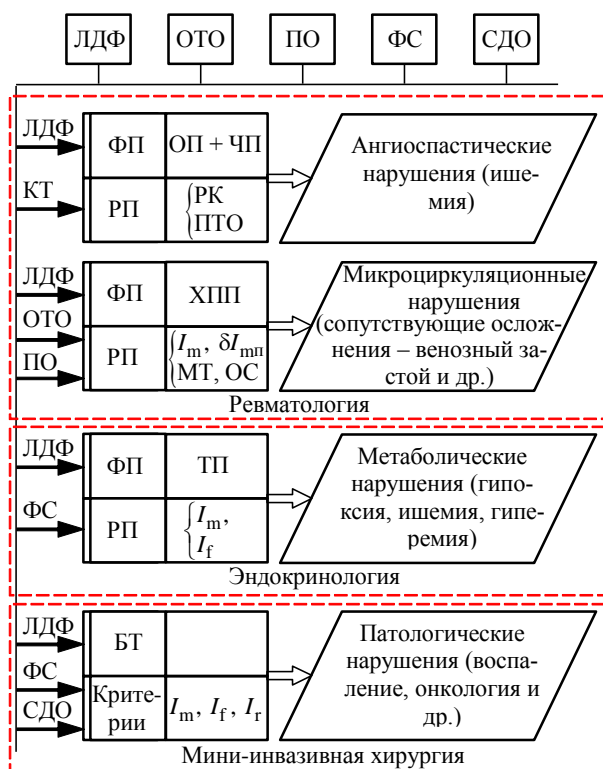 ЛДФ ОТО ПО ФС СДО
ЛДФ
КТ
ФП ОП + ЧП
РП РК
ПТО
Ангиоспастические
нарушения (ише-
мия)
ЛДФ
ОТО
ПО
ФП ХПП
РП Im, δImп
МТ, ОС
Микроциркуляционные
нарушения
(сопутствующие ослож-
нения – венозный за-
стой и др.)
Ревматология
ЛДФ
ФС
ФП ТП
РП Im,
If
Метаболические
нарушения (гипо-
ксия, ишемия, гипе-
ремия)
Эндокринология
ЛДФ
ФС
СДО
БТ
Крите-
рии Im, If, Ir
Патологические
нарушения (воспа-
ление, онкология и
др.)
Мини-инвазивная хирургия